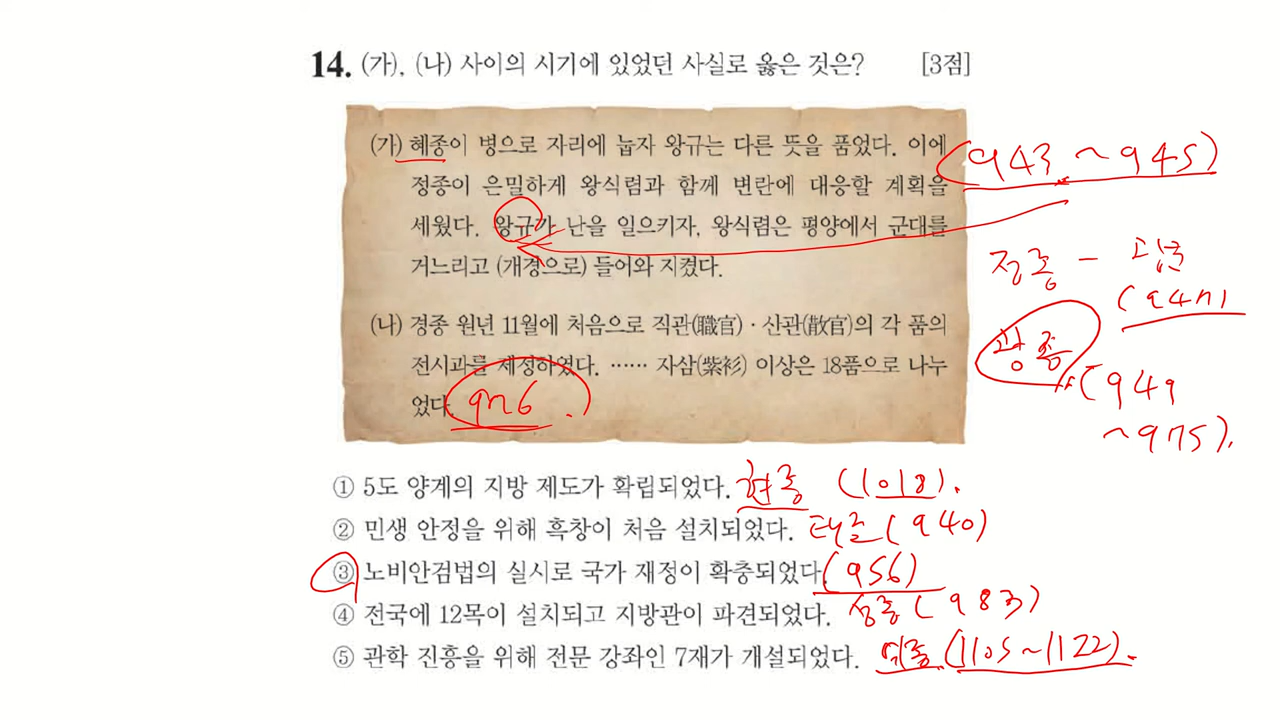 14. (가), (나) 사이의 시기에 있었던 사실로 옳은 것은? [3점]
(가) 혜종이 병으로 자리에 눕자 왕규는 다른 뜻을 품었다. 이에
정종이 은밀하게 왕식렴과 함께 변란에 대응할 계획을
세웠다. 왕규가 난을 일으키자, 왕식렴은 평양에서 군대를
거느리고 (개경으로) 들어와 지켰다.
(943 ~ 945)
정종 -
(947)
광종
(949
~975).
(나) 경종 원년 11월에 처음으로 직관(職官)·산관(散官)의 각 품의
전시과를 제정하였다. …… 자삼(紫衫) 이상은 18품으로 나누
었다. 976.
① 5도 양계의 지방 제도가 확립되었다. 현종 (1018).
② 민생 안정을 위해 흑창이 처음 설치되었다. 태조 (940)
③ 노비안검법의 실시로 국가 재정이 확충되었다. (956)
④ 전국에 12목이 설치되고 지방관이 파견되었다. 성종 (983)
⑤ 관학 진흥을 위해 전문 강좌인 7재가 개설되었다. 예종 (1105~1122).